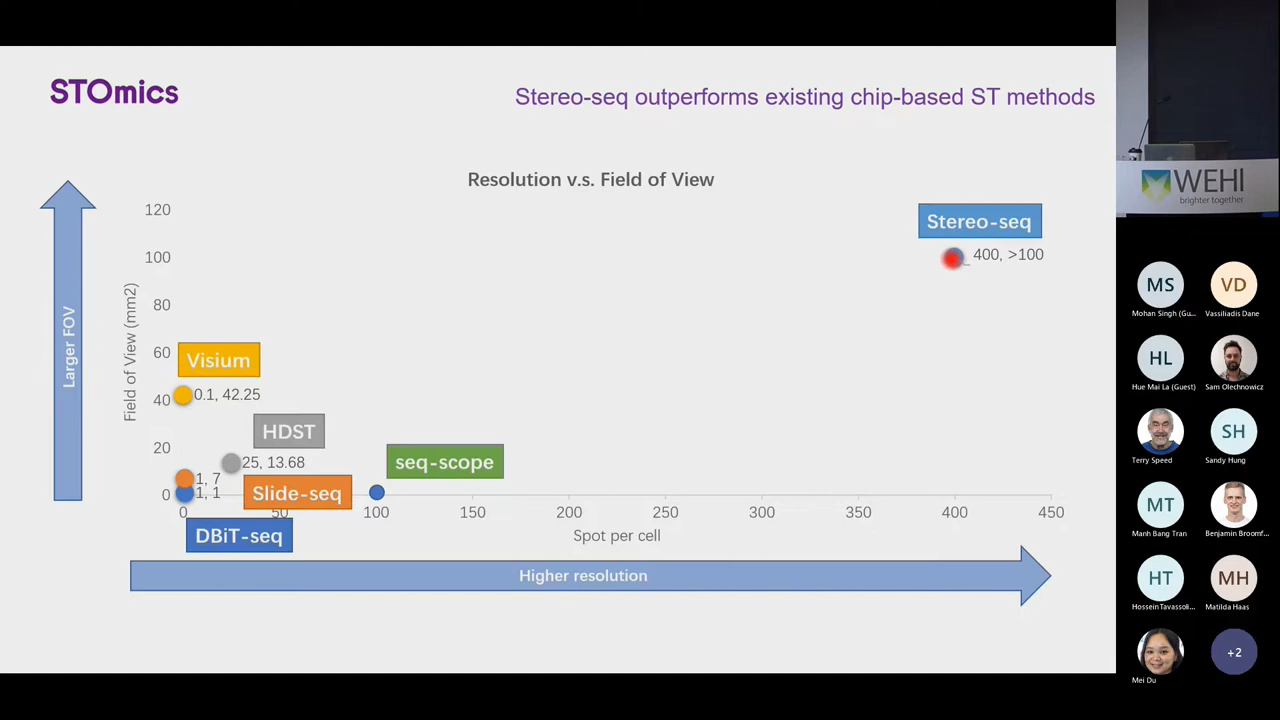 STOmics
Stereo-seq outperforms existing chip-based ST methods
Resolution v.s. Field of View
Larger FOV
Field of View (mm2)
120
100
80
60
40
20
0
Stereo-seq
400, >100
Visium
0.1, 42.25
HDST
25, 13.68
seq-scope
1, 7
1, 1
Slide-seq
DBiT-seq
0
50
100
150
200
250
300
350
400
450
Spot per cell
Higher resolution
WEHI
brighter together
MS
Mohan Singh (Gu...
VD
Vassiliadis Dane
HL
Hue Mai La (Guest)
Sam Olechnowicz
Terry Speed
SH
Sandy Hung
MT
Manh Bang Tran
Benjamin Broomf...
HT
Hossein Tavassoli...
MH
Matilda Haas
Mei Du
+2